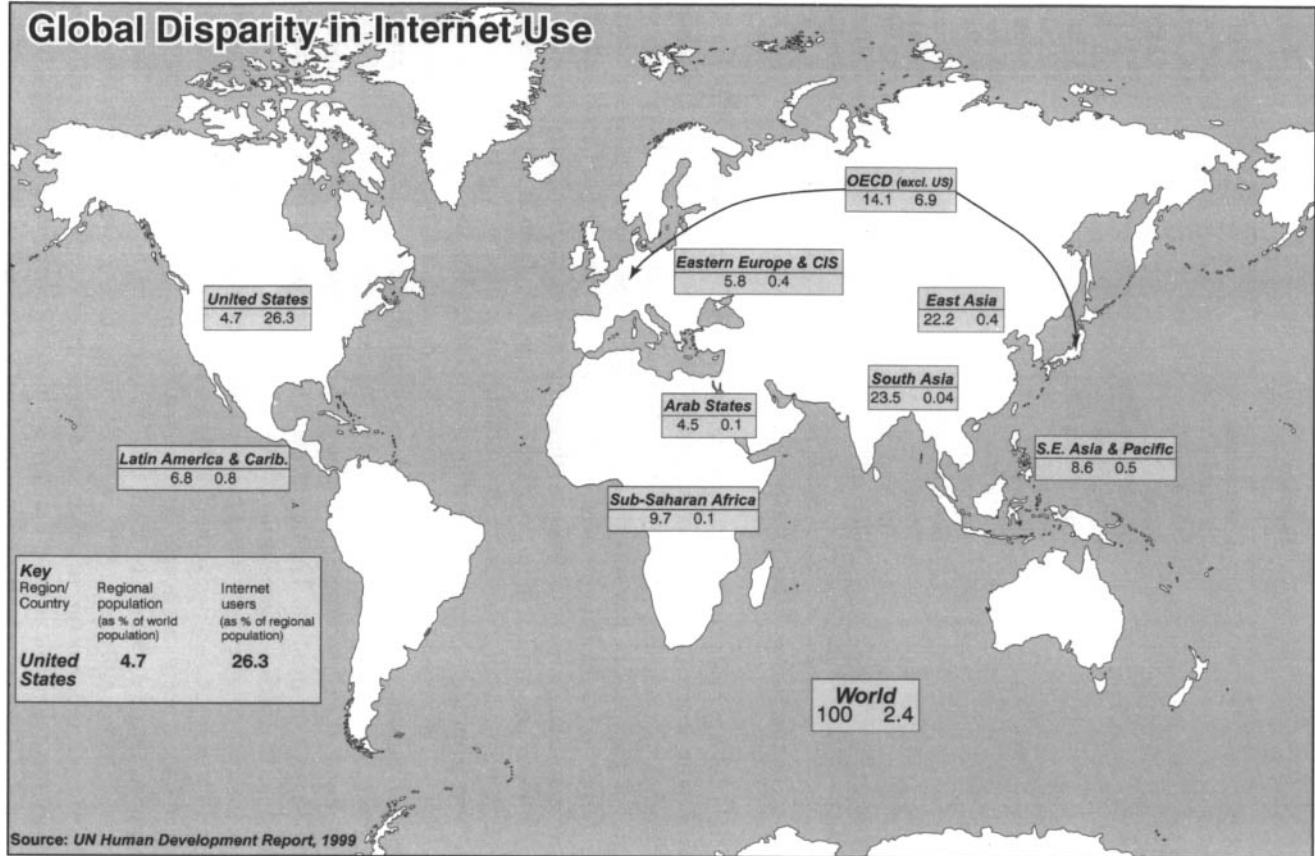 Global Disparity in Internet Use
OECD (excl. US)
14.1 6.9
Eastern Europe & CIS
5.8 0.4
United States
4.7 26.3
East Asia
22.2 0.4
South Asia
23.5 0.04
Arab States
4.5 0.1
S.E. Asia & Pacific
8.6 0.5
Latin America & Carib.
6.8 0.8
Sub-Saharan Africa
9.7 0.1
Key
Region/ Regional Internet
Country population users
(as % of world (as % of regional
population) population)
United 4.7 26.3
States
World
100 2.4
Source: UN Human Development Report, 1999